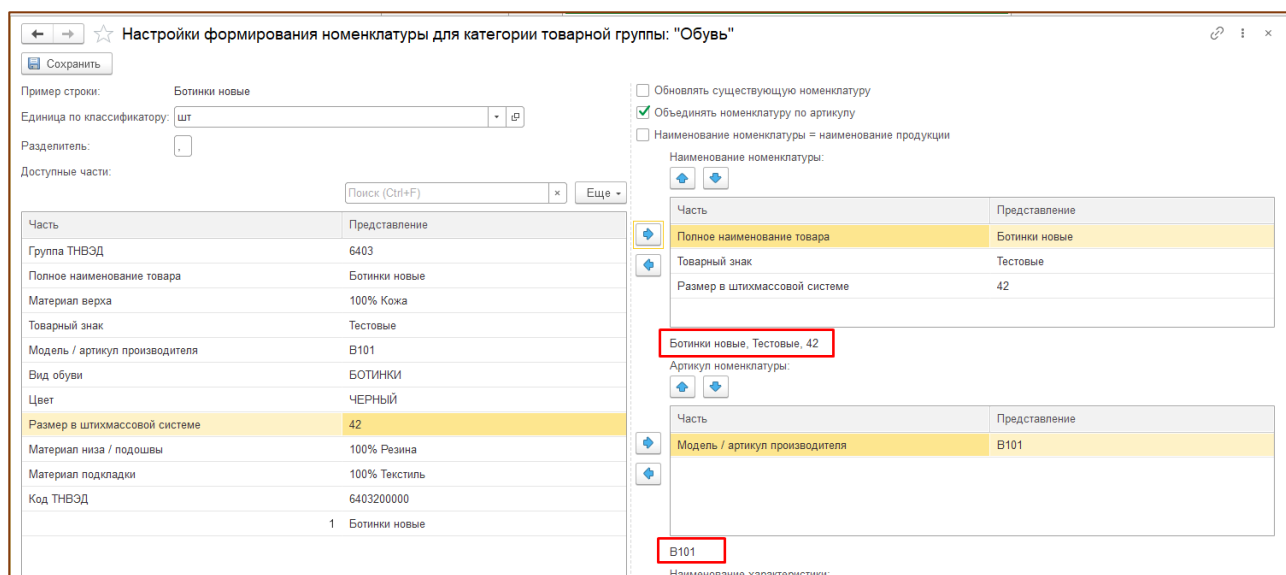 Настройки формирования номенклатуры для категории товарной группы: "Обувь"
Сохранить
Пример строки: Ботинки новые
Единица по классификатору: шт
Разделитель: ,
Доступные части:
Поиск (Ctrl+F) × Еще
Часть Представление
Группа ТНВЭД 6403
Полное наименование товара Ботинки новые
Материал верха 100% Кожа
Товарный знак Тестовые
Модель / артикул производителя В101
Вид обуви БОТИНКИ
Цвет ЧЕРНЫЙ
Размер в штихмассовой системе 42
Материал низа / подошвы 100% Резина
Материал подкладки 100% Текстиль
Код ТНВЭД 6403200000
1 Ботинки новые
Обновлять существующую номенклатуру
Объединять номенклатуру по артикулу
Наименование номенклатуры = наименование продукции
Наименование номенклатуры:
Часть Представление
Полное наименование товара Ботинки новые
Товарный знак Тестовые
Размер в штихмассовой системе 42
Ботинки новые, Тестовые, 42
Артикул номенклатуры:
Часть Представление
Модель / артикул производителя В101
В101
Наименование характеристики: